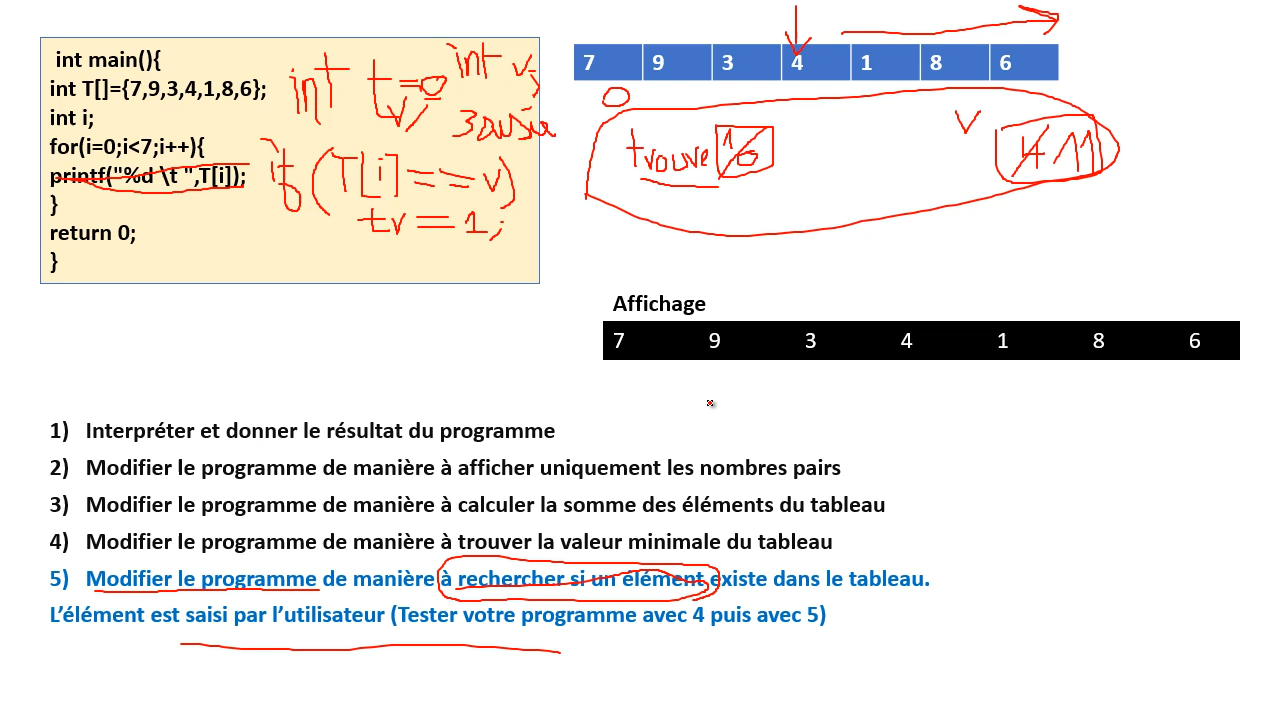 int main(){
int T[]={7,9,3,4,1,8,6};
int i;
for(i=0;i<7;i++){
printf("%d \t ",T[i]);
}
return 0;
}
int t=0
int v;
saisie
if (T[i]==v)
tv=1;
7 9 3 4 1 8 6
0
trouve
v
4 11
Affichage
7 9 3 4 1 8 6
1) Interpréter et donner le résultat du programme
2) Modifier le programme de manière à afficher uniquement les nombres pairs
3) Modifier le programme de manière à calculer la somme des éléments du tableau
4) Modifier le programme de manière à trouver la valeur minimale du tableau
5) Modifier le programme de manière à rechercher si un élément existe dans le tableau.
L'élément est saisi par l'utilisateur (Tester votre programme avec 4 puis avec 5)